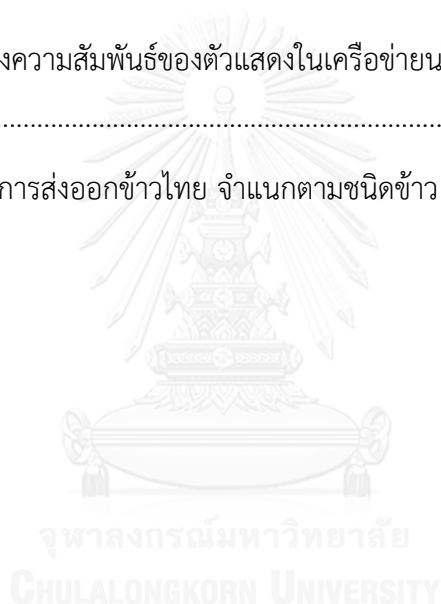 งความสัมพันธ์ของตัวแสดงในเครือข่ายน
................................................................................
การส่งออกข้าวไทย จำแนกตามชนิดข้าว
จุฬาลงกรณ์มหาวิทยาลัย
CHULALONGKORN UNIVERSITY